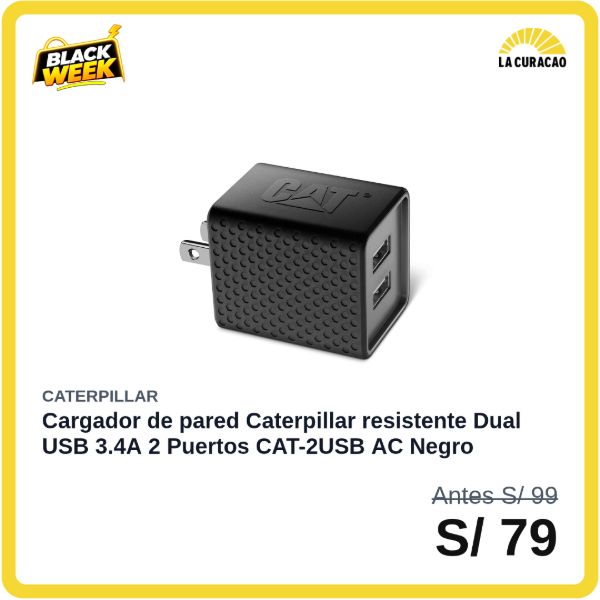 BLACK
WEEK
LA CURACAO
CAT®
CATERPILLAR
Cargador de pared Caterpillar resistente Dual
USB 3.4A 2 Puertos CAT-2USB AC Negro
Antes S/ 99
S/ 79